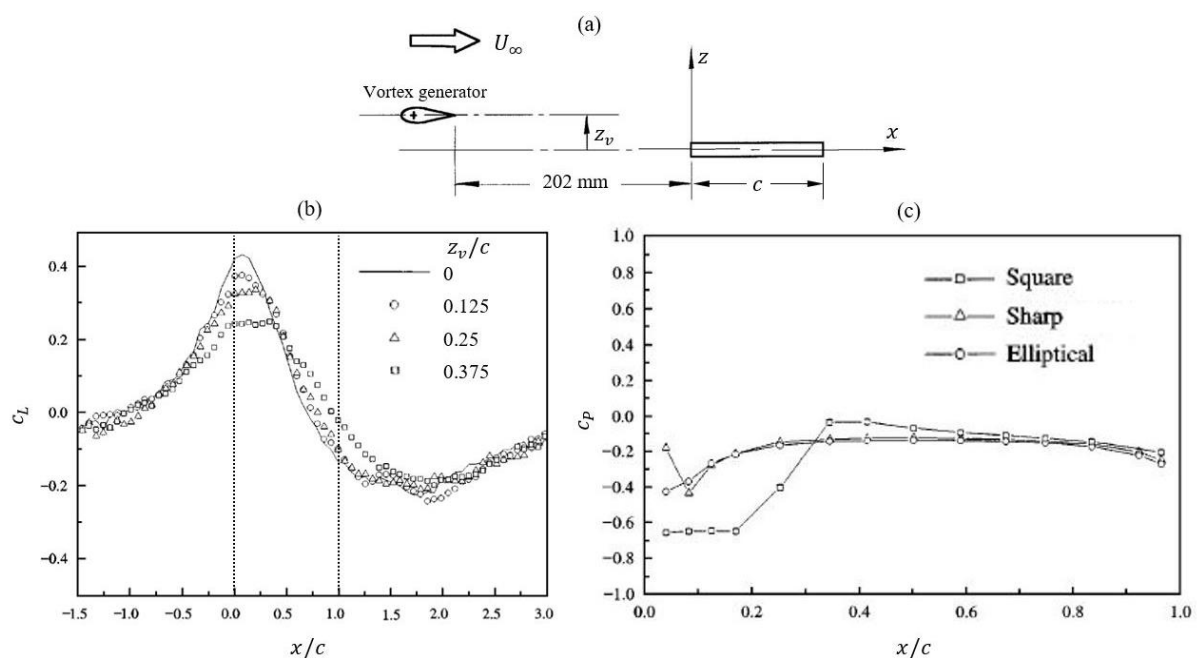 (a)
U∞
z
Vortex generator
z_v
x
202 mm
c
(b)
(c)
z_v/c
0
0.125
0.25
0.375
0.4
0.2
0.0
−0.2
−0.4
c_L
−1.5 −1.0 −0.5 0.0 0.5 1.0 1.5 2.0 2.5 3.0
x/c
Square
Sharp
Elliptical
1.0
0.8
0.6
0.4
0.2
0.0
−0.2
−0.4
−0.6
−0.8
−1.0
c_P
0.0 0.2 0.4 0.6 0.8 1.0
x/c